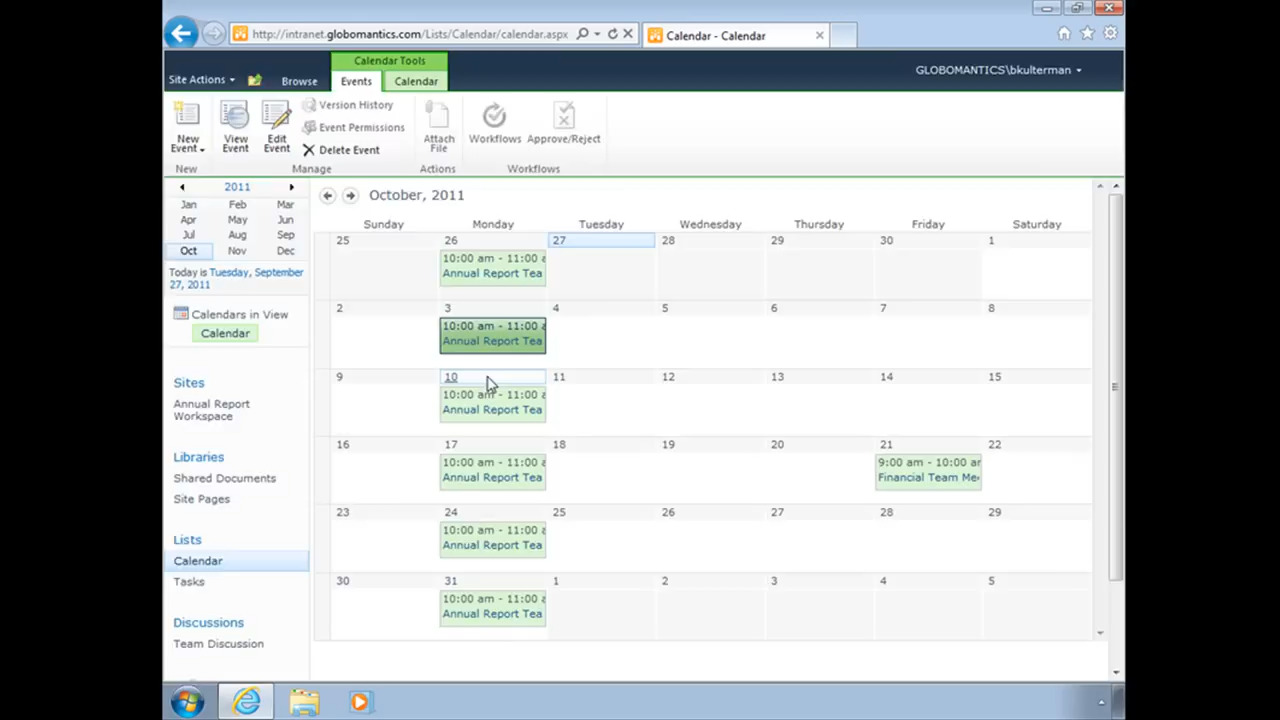 http://intranet.globomantics.com/Lists/Calendar/calendar.aspx
Calendar - Calendar
Calendar Tools
Site Actions
Browse
Events
Calendar
GLOBOMANTICS\bkulterman
New Event
View Event
Edit Event
Version History
Event Permissions
Delete Event
Attach File
Workflows
Approve/Reject
New
Manage
Actions
Workflows
2011
Jan Feb Mar
Apr May Jun
Jul Aug Sep
Oct Nov Dec
Today is Tuesday, September
27, 2011
Calendars in View
Calendar
Sites
Annual Report
Workspace
Libraries
Shared Documents
Site Pages
Lists
Calendar
Tasks
Discussions
Team Discussion
October, 2011
Sunday Monday Tuesday Wednesday Thursday Friday Saturday
25 26 27 28 29 30 1
10:00 am - 11:00 a
Annual Report Tea
2 3 4 5 6 7 8
10:00 am - 11:00 a
Annual Report Tea
9 10 11 12 13 14 15
10:00 am - 11:00 a
Annual Report Tea
16 17 18 19 20 21 22
10:00 am - 11:00 a
Annual Report Tea
9:00 am - 10:00 ar
Financial Team Me
23 24 25 26 27 28 29
10:00 am - 11:00 a
Annual Report Tea
30 31 1 2 3 4 5
10:00 am - 11:00 a
Annual Report Tea